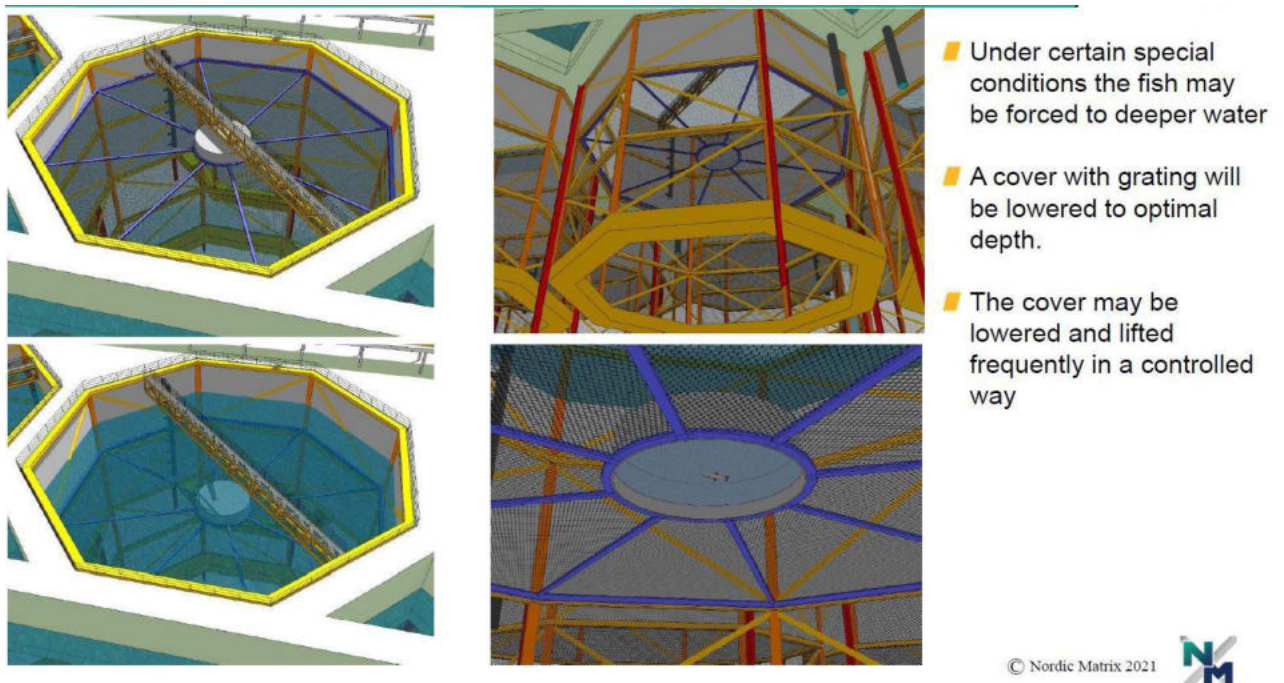 Under certain special
conditions the fish may
be forced to deeper water
A cover with grating will
be lowered to optimal
depth.
The cover may be
lowered and lifted
frequently in a controlled
way
© Nordic Matrix 2021
NM